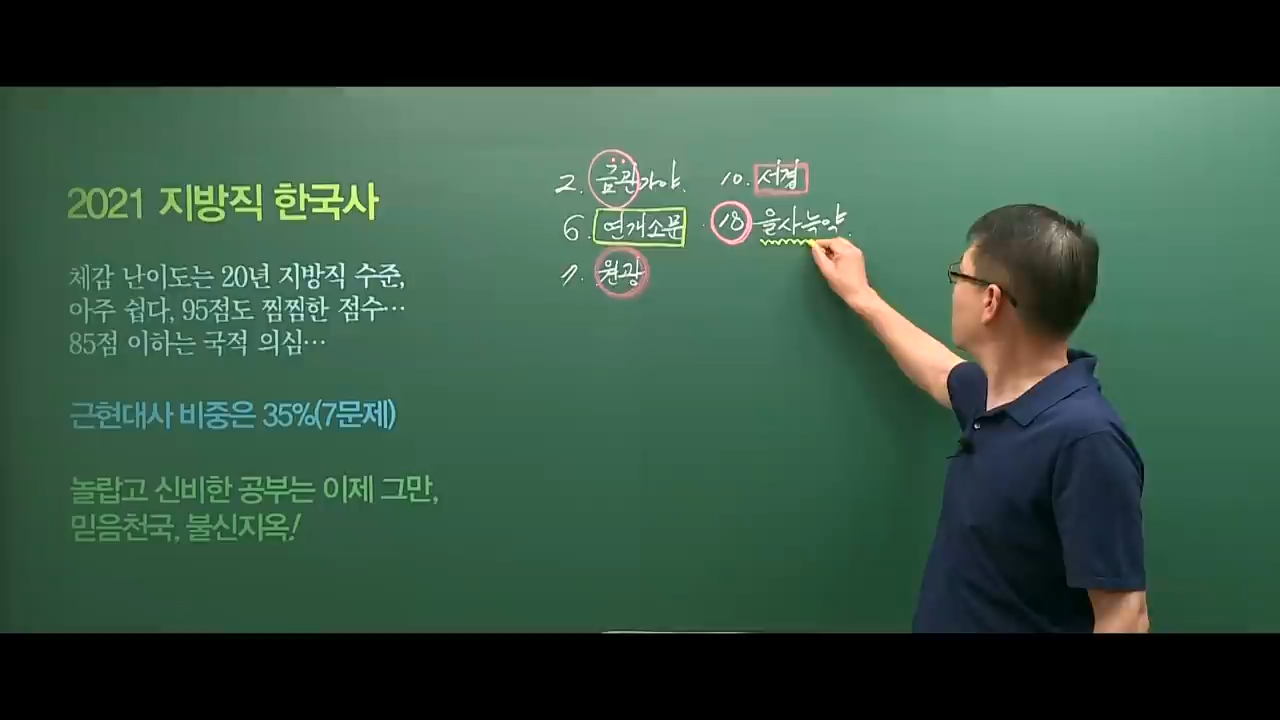 2021 지방직 한국사
체감 난이도는 20년 지방직 수준,
아주 쉽다, 95점도 찜찜한 점수…
85점 이하는 국적 의심…
근현대사 비중은 35%(7문제)
놀랍고 신비한 공부는 이제 그만,
믿음천국, 불신지옥!
2. 금관가야.
6. 연개소문
7. 원광
10. 서경
18 을사늑약.